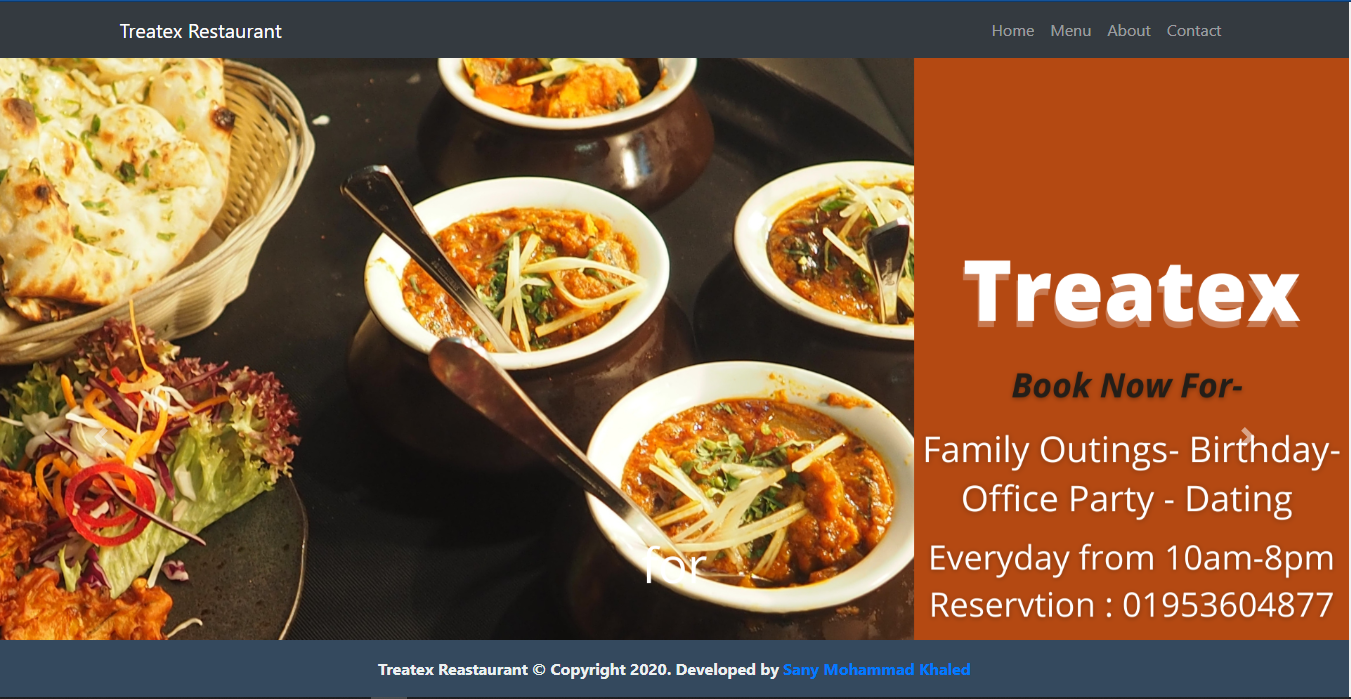 Treatex Restaurant
Home Menu About Contact
Treatex
Book Now For-
Family Outings- Birthday-
Office Party - Dating
for
Everyday from 10am-8pm
Reservtion : 01953604877
Treatex Reastaurant © Copyright 2020. Developed by Sany Mohammad Khaled